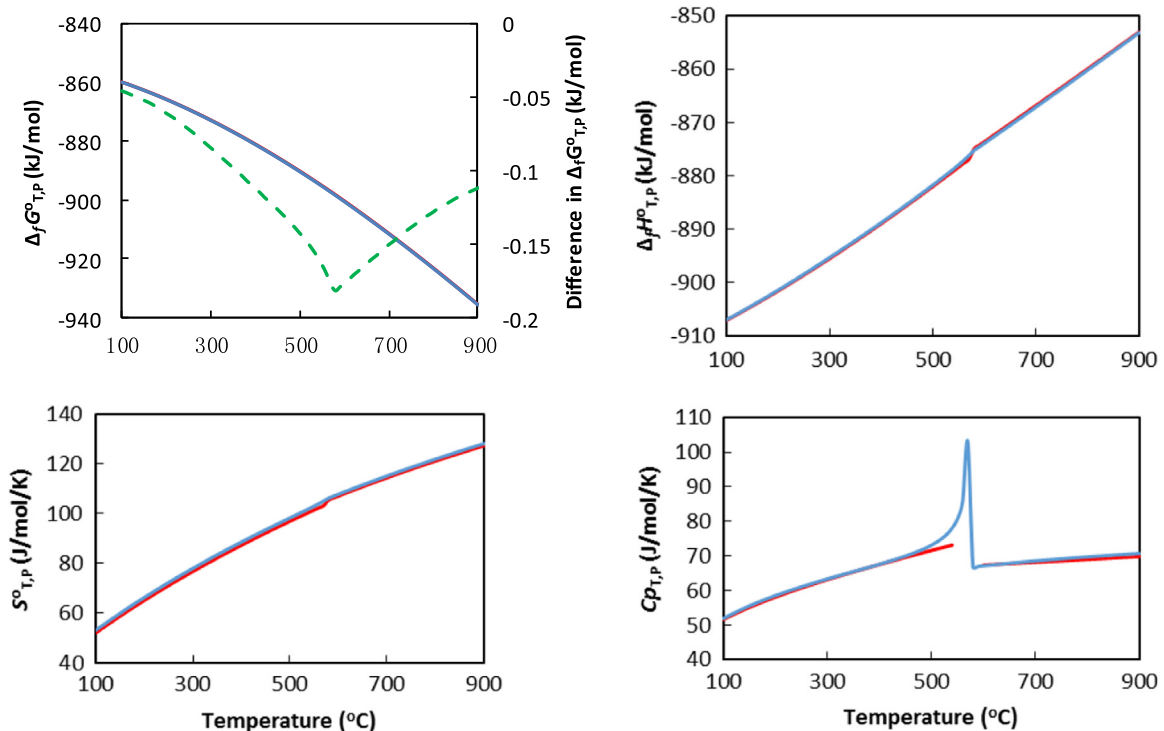 -840
-860
-880
-900
-920
-940
ΔfGºT,P (kJ/mol)
100 300 500 700 900
0
-0.05
-0.1
-0.15
-0.2
Difference in ΔfGºT,P (kJ/mol)
-850
-860
-870
-880
-890
-900
-910
ΔfHºT,P (kJ/mol)
100 300 500 700 900
140
120
100
80
60
40
SºT,P (J/mol/K)
100 300 500 700 900
Temperature (ºC)
110
100
90
80
70
60
50
40
CpT,P (J/mol/K)
100 300 500 700 900
Temperature (ºC)